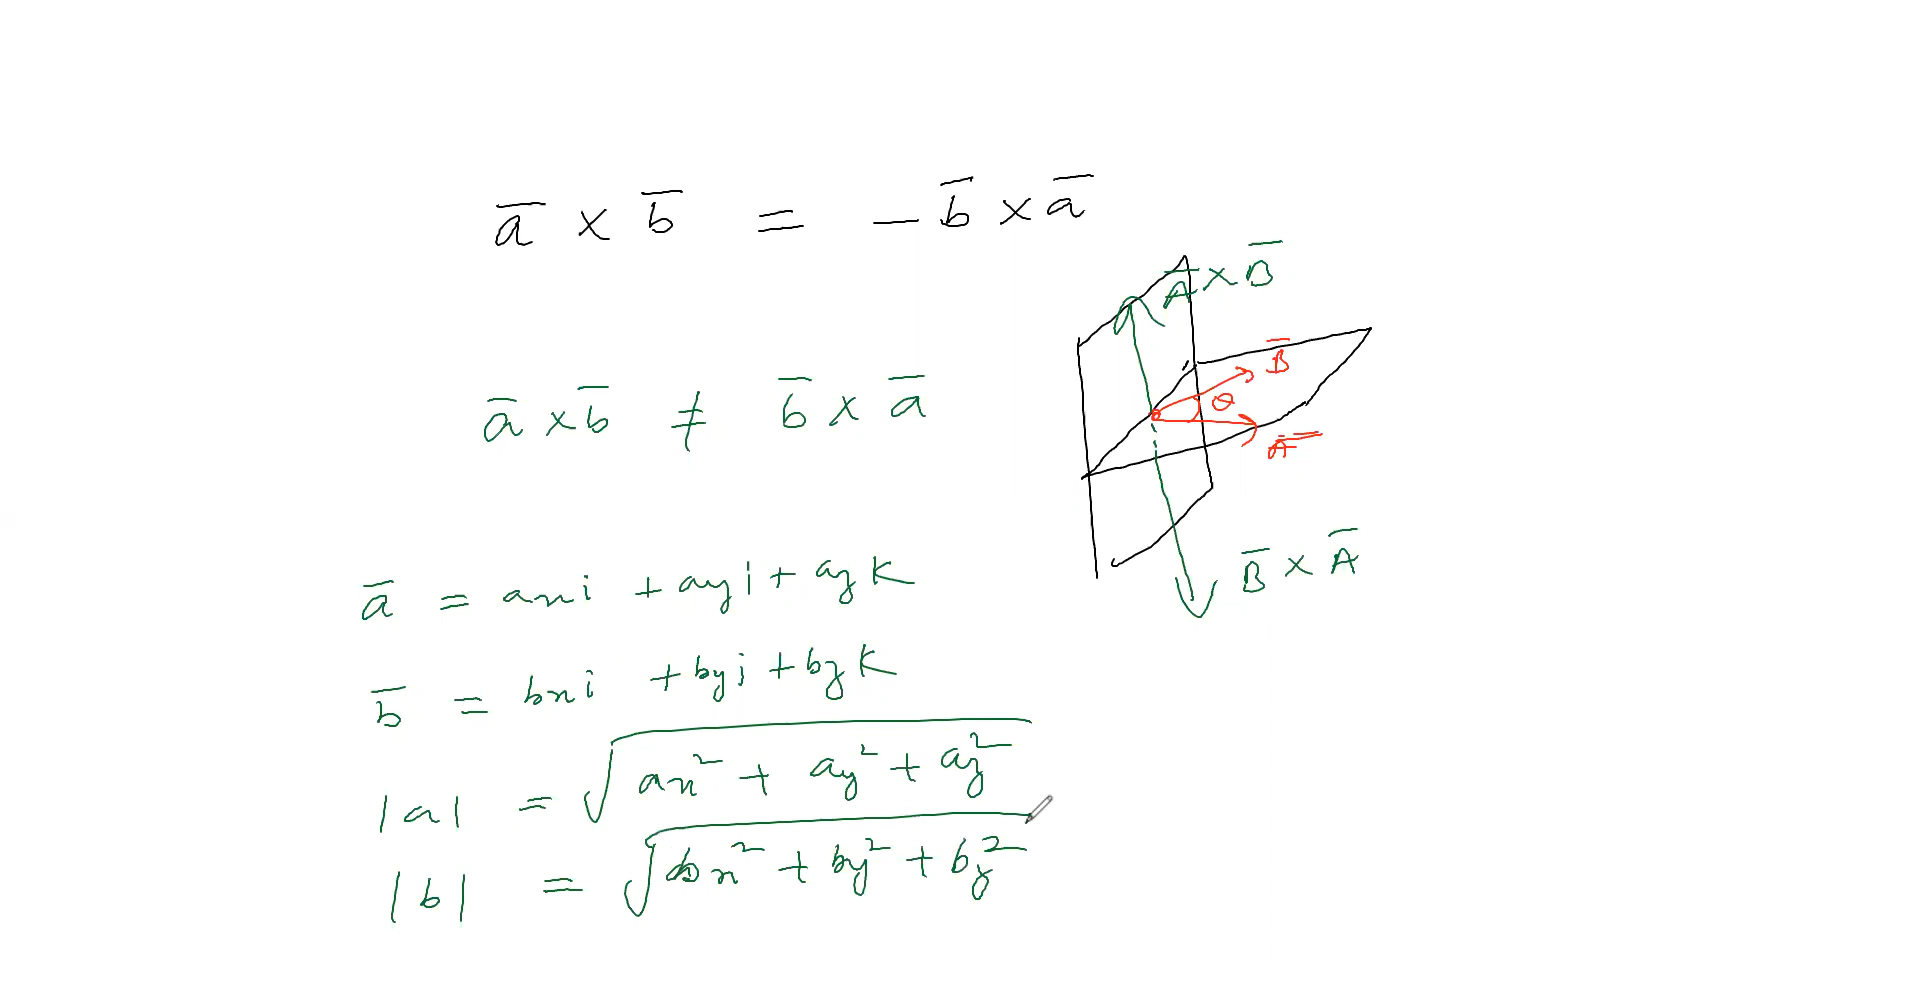 a̅ × b̅ = − b̅ × a̅
A̅ × B̅
B̅
θ
A̅
a̅ × b̅ ≠ b̅ × a̅
B̅ × A̅
a̅ = axi + ayj + azk
b̅ = bxi + byj + bzk
|a| = √(ax² + ay² + az²)
|b| = √(bx² + by² + bz²)